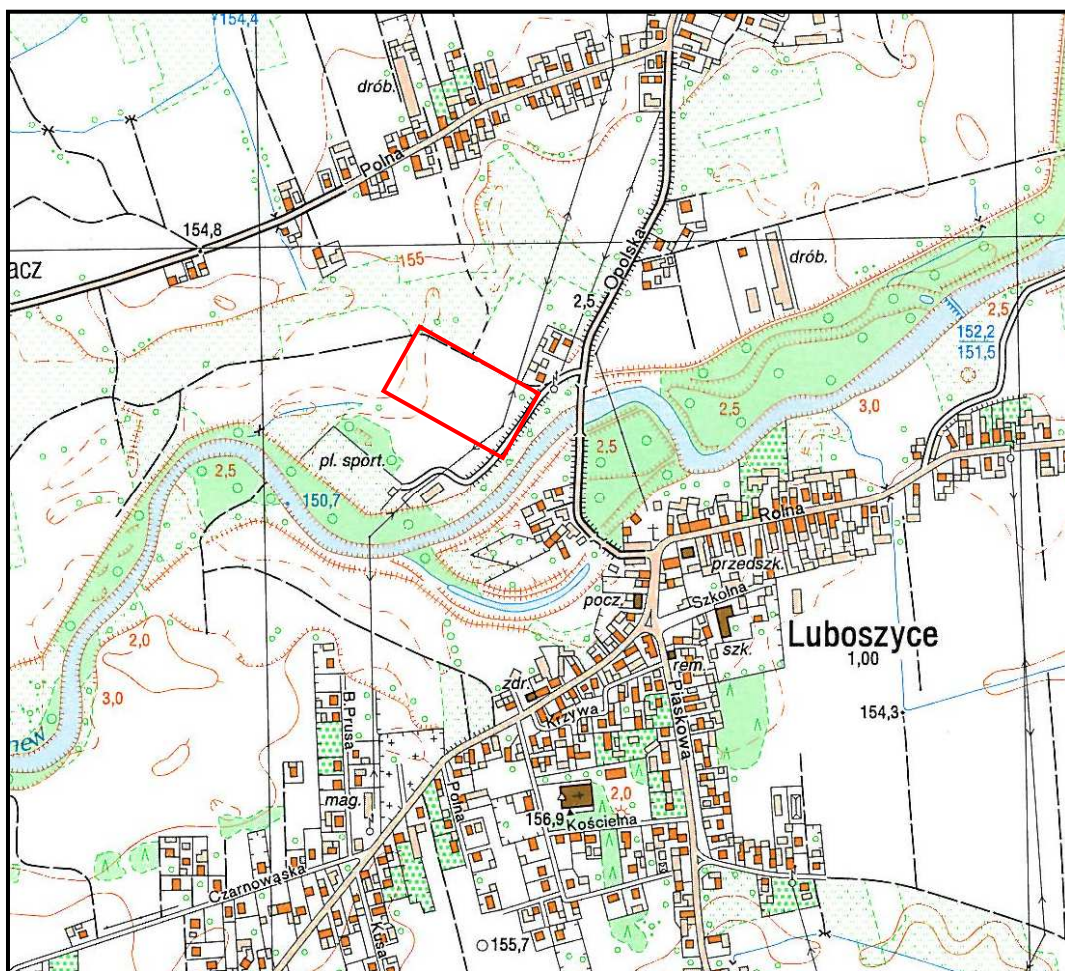 154,4
drób.
Polna
154,8
acz
155
Opolska
2,5
drób.
2,5
152,2
151,5
3,0
2,5
2,5
2,5
pl. sport.
150,7
Rolna
przedszk.
Szkolna
pocz.
szk.
Luboszyce
1,00
2,0
3,0
zdr.
rem.
Krzywa
Piaskowa
B. Prusa
154,3
new
mag.
Polna
2,0
156,9
Kościelna
Czarnowąska
155,7